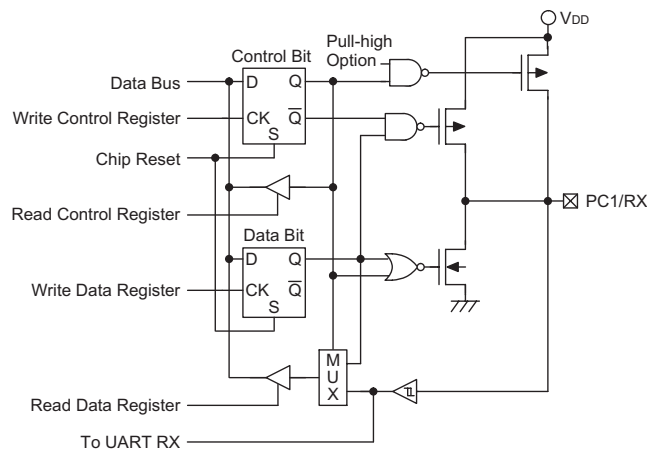 VDD
Pull-high
Option
Control Bit
Data Bus
D
Q
Write Control Register
CK
Q
S
Chip Reset
PC1/RX
Read Control Register
Data Bit
D
Q
Write Data Register
CK
Q
S
M
U
X
Read Data Register
To UART RX